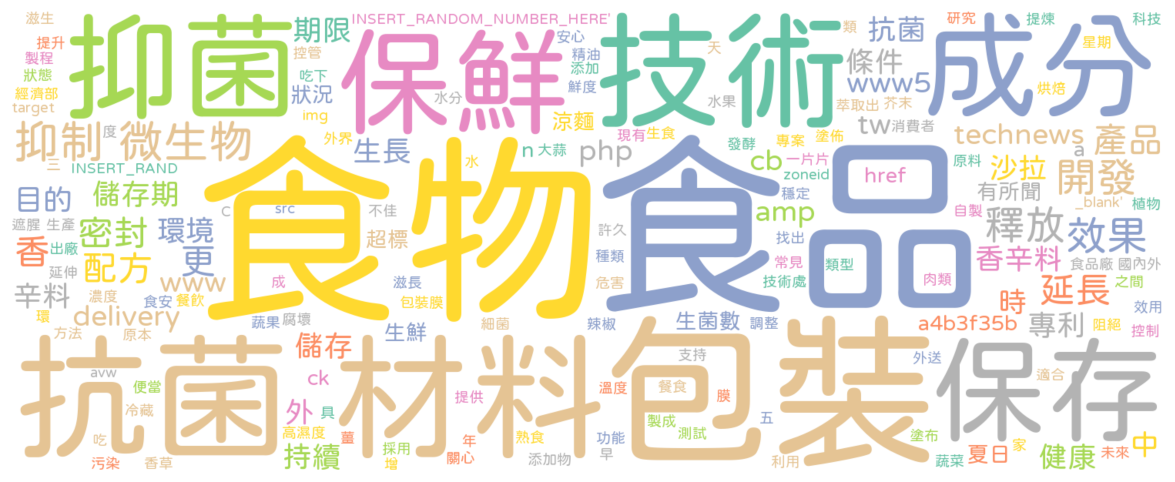 滋生 抑菌 期限 INSERT_RANDOM_NUMBER_HERE' 保鮮 安心 技術 天 類 抗菌 研究 提煉 科技
提升 製程 控管 精油 條件 成分 星期
狀態 吃下 添加 www5 烘焙
經濟部 狀況 水分 鮮度 水果 萃取出 芥末
target img 涼麵 現有 生食 tw 消費者 technews 產品
抑制 度 微生物 外界 生長 水 n 大蒜 php 發酵 專案 塗佈 a
三 INSERT_RAND 食物 食品 cb 一片片 href 原料 沙拉 開發
目的 儲存期 zoneid 穩定 有所聞 _blank' 植物
遮腥 生產 密封 環境 C src 不佳 amp 自製 釋放 效果
香 出廠 更 超標 許久 找出
延伸 配方 種類 常見 類型 香辛料 食品廠 國內外
辛料 www 成 滋長 危害 技術處 肉類 時 延長 之間
環 濃度 食安 餐飲 包裝膜 效用
delivery 蔬果 腐壞 細菌 辣椒 生菌數 調整 a4b3f35b 專利 阻絕 控制
方法 原本 生鮮
抗菌 儲存 材料 包裝 支持 外送 保存
avw 便當 ck 提供 溫度 餐食 膜 適合
冷藏 外 具 製成 五
高濕度 薑 測試
吃 持續 採用 年 熟食 功能 塗布 夏日 家 健康 未來 中
污染 香草 增 關心 添加物 早 利用 蔬菜